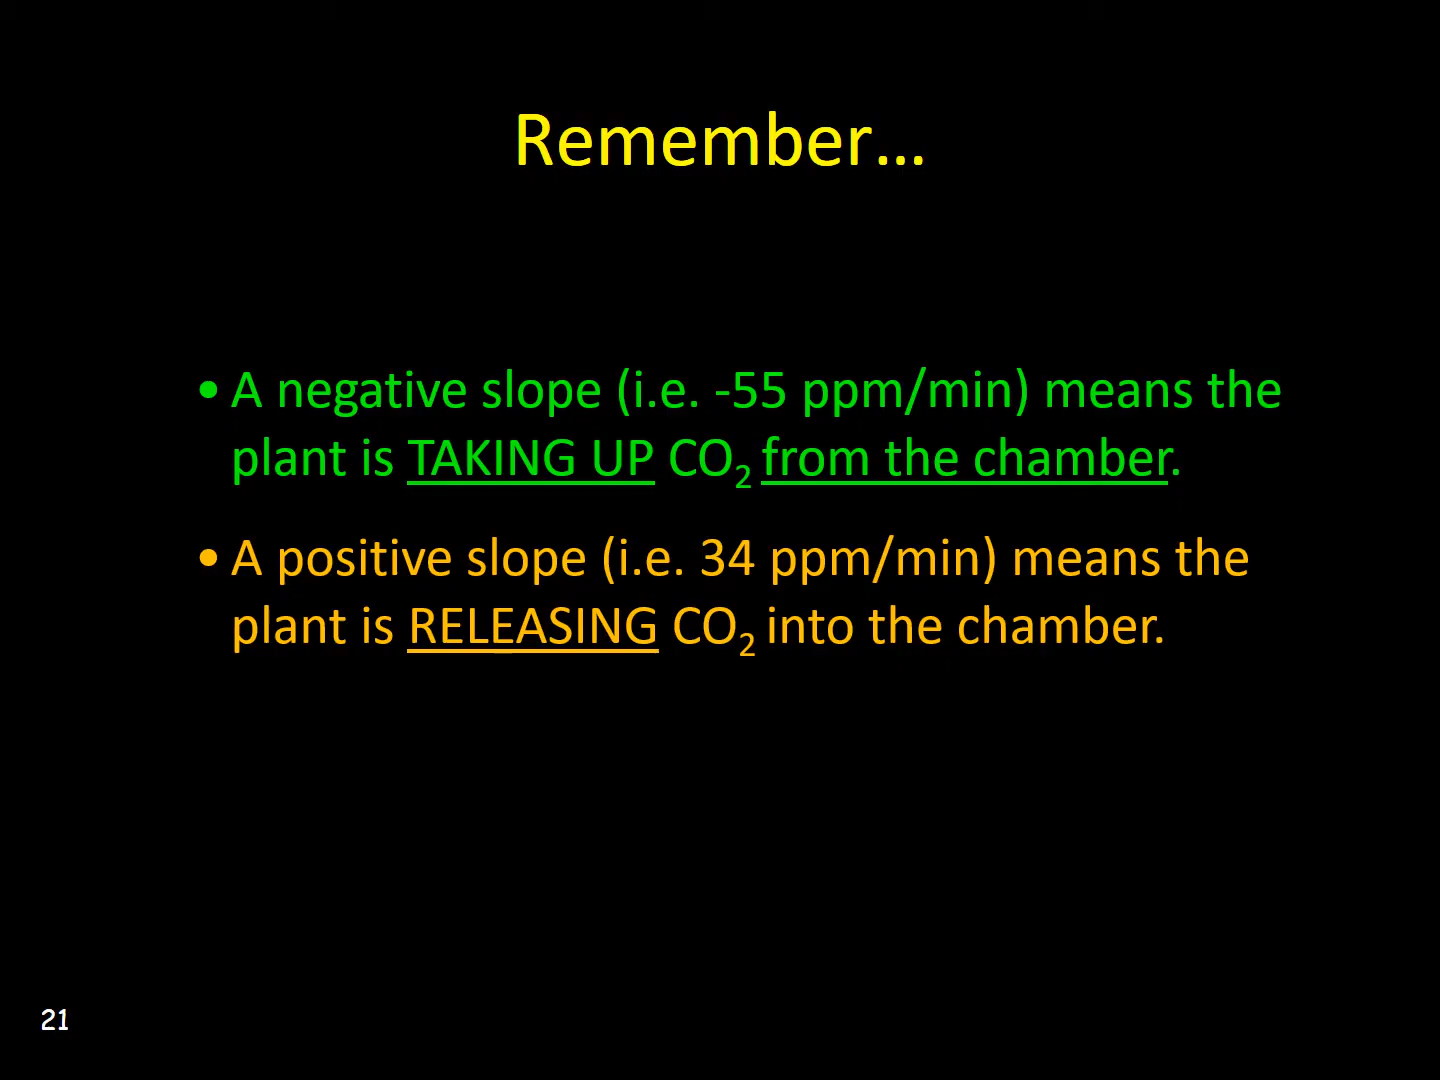 Remember…
• A negative slope (i.e. -55 ppm/min) means the
plant is TAKING UP CO₂ from the chamber.
• A positive slope (i.e. 34 ppm/min) means the
plant is RELEASING CO₂ into the chamber.
21